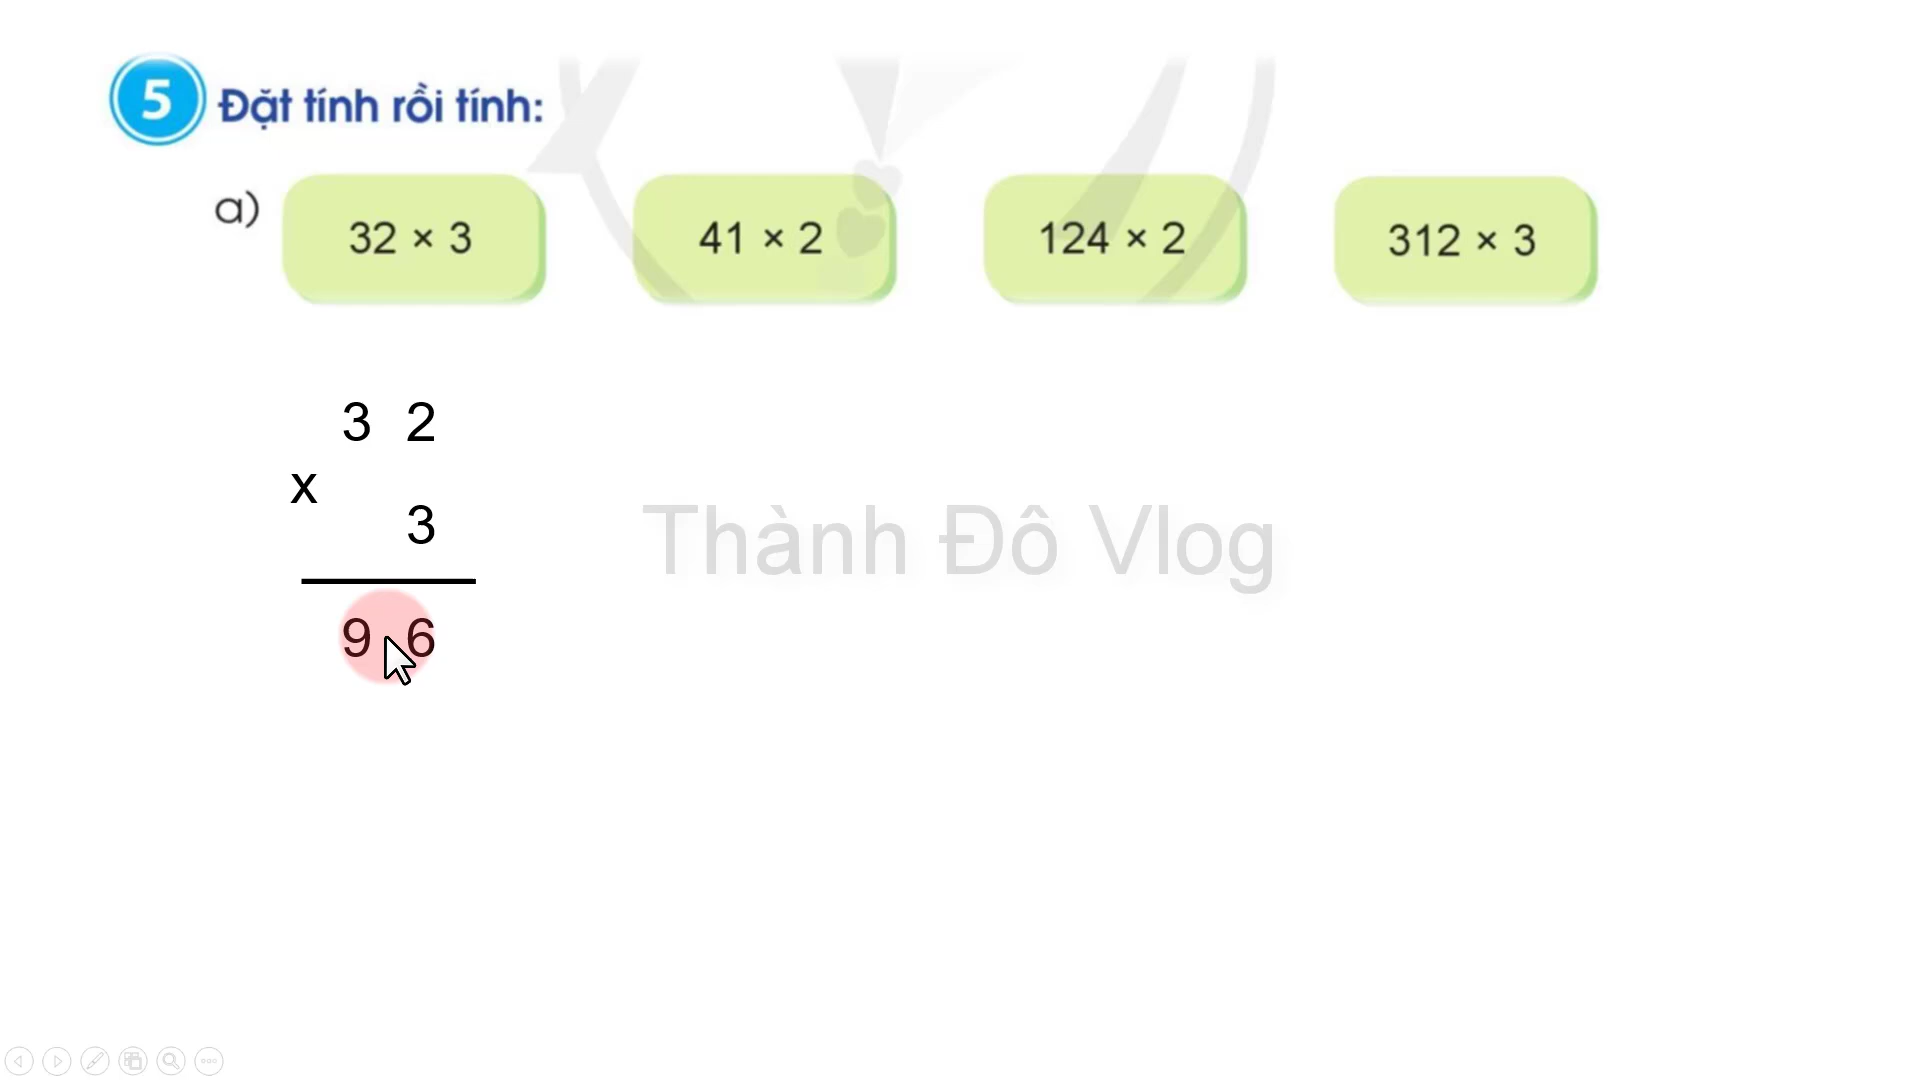 5 Đặt tính rồi tính:
a) 32 × 3 41 × 2 124 × 2 312 × 3
3 2
x
3
Thành Đô Vlog
9 6